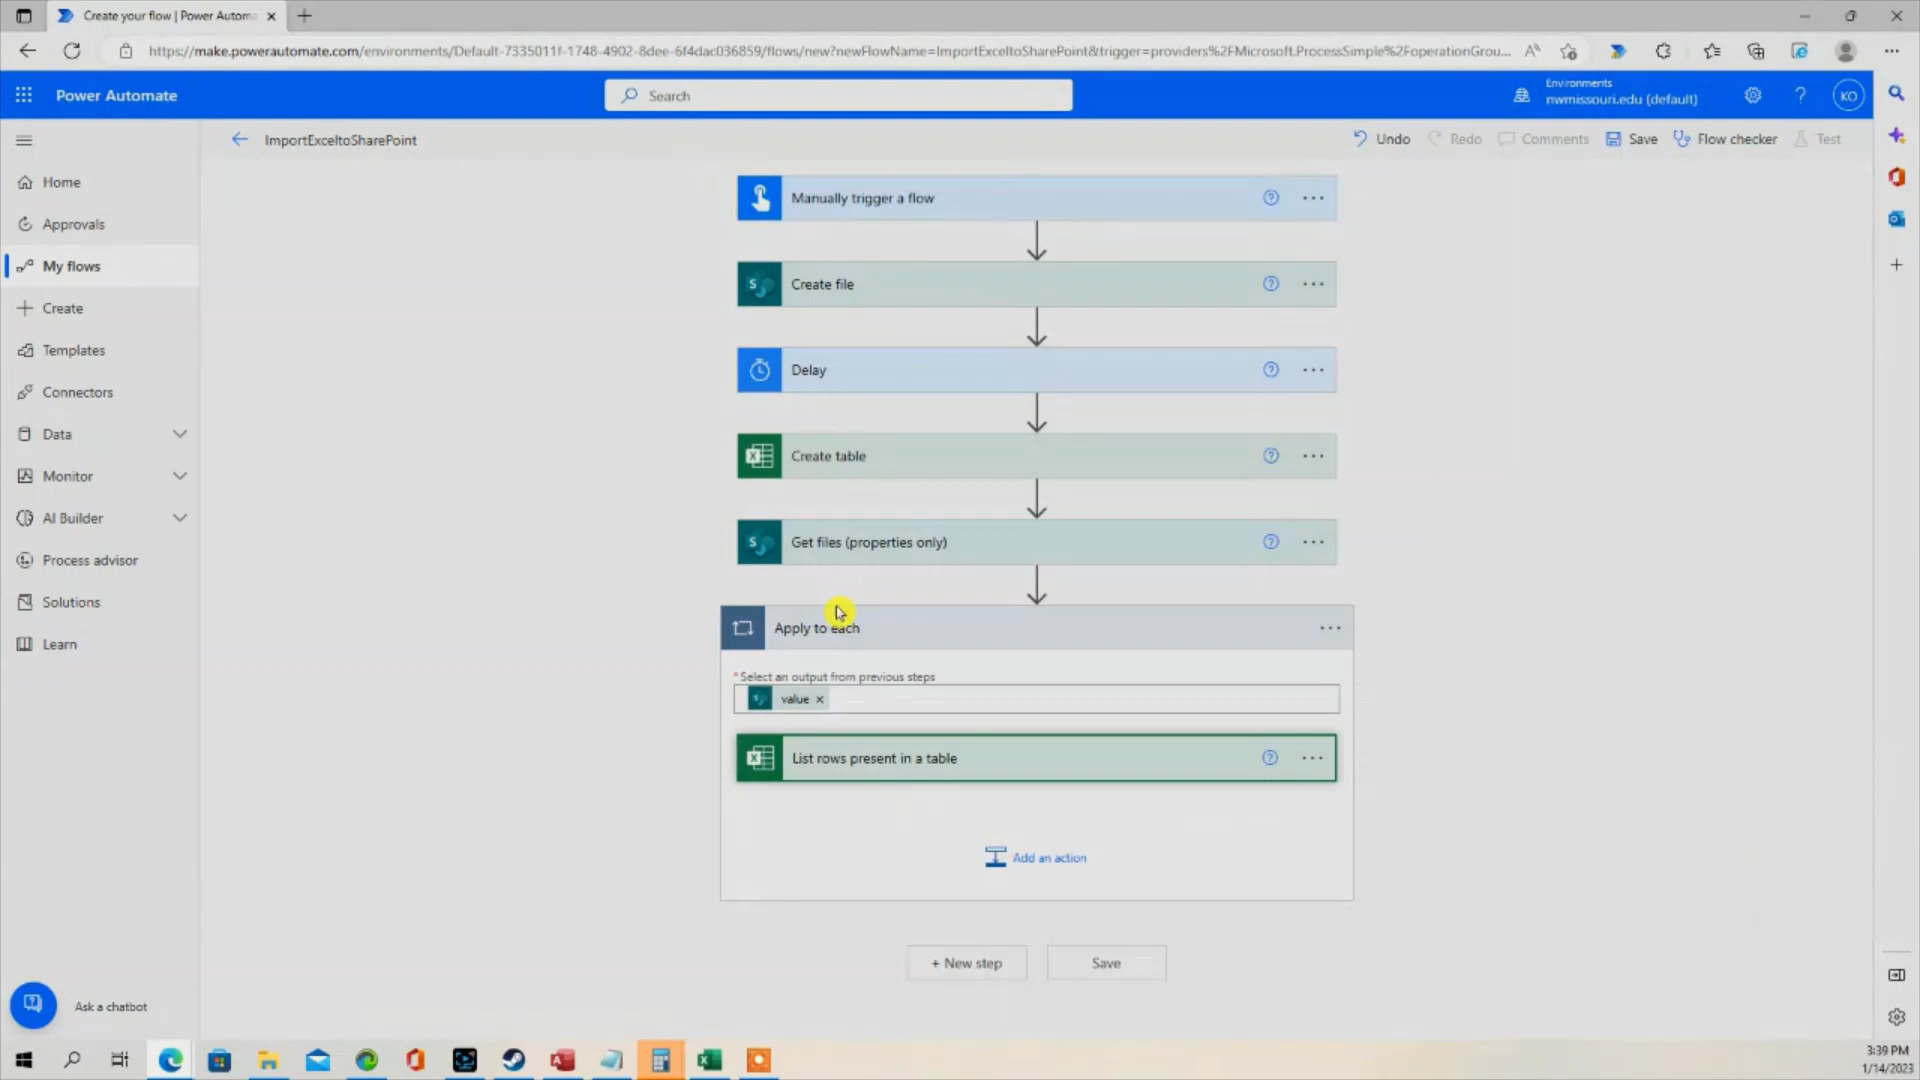 Create your flow | Power Automa
https://make.powerautomate.com/environments/Default-7335011f-1748-4902-8dee-6f4dac036859/flows/new?newFlowName=ImportExceltoSharePoint&trigger=providers%2FMicrosoft.ProcessSimple%2FoperationGrou...
Power Automate
Search
Environments
nwmissouri.edu (default)
KO
ImportExceltoSharePoint
Undo
Redo
Comments
Save
Flow checker
Test
Home
Approvals
My flows
Create
Templates
Connectors
Data
Monitor
AI Builder
Process advisor
Solutions
Learn
Manually trigger a flow
Create file
Delay
Create table
Get files (properties only)
Apply to each
*Select an output from previous steps
value
List rows present in a table
Add an action
+ New step
Save
Ask a chatbot
3:39 PM
1/14/2023